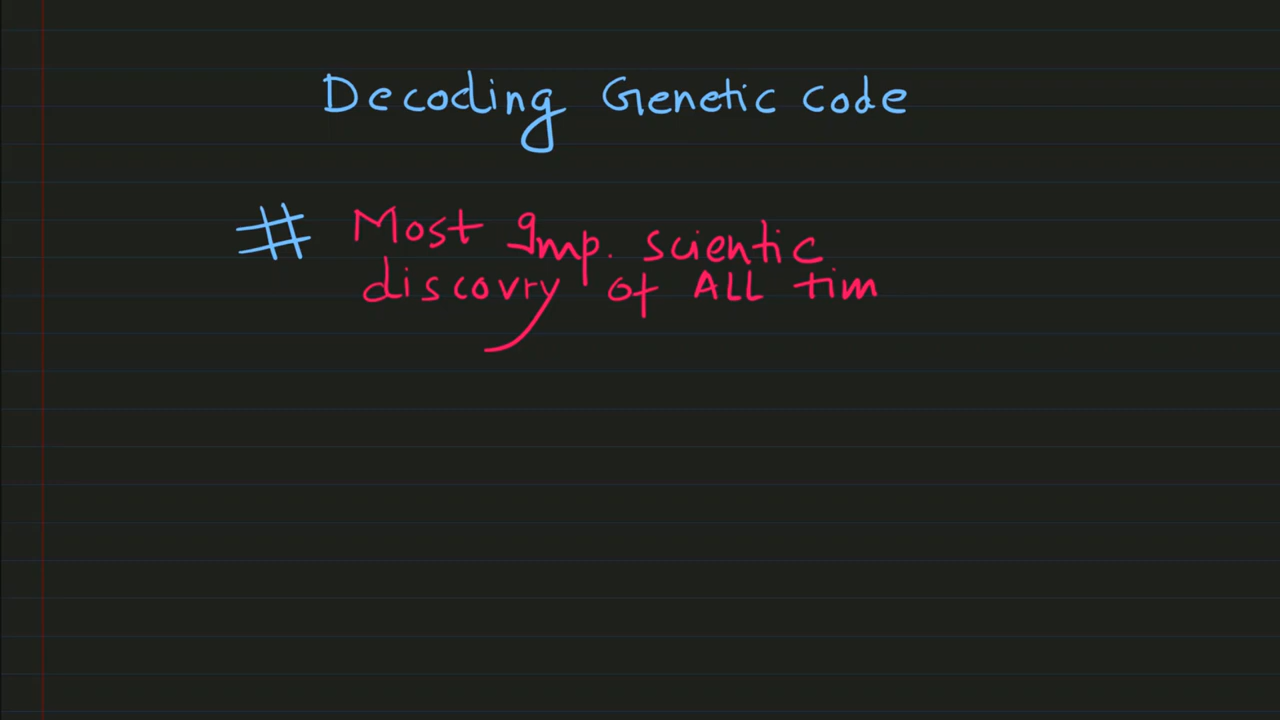 Decoding Genetic code
# Most Imp. scientic
discovry of ALL tim